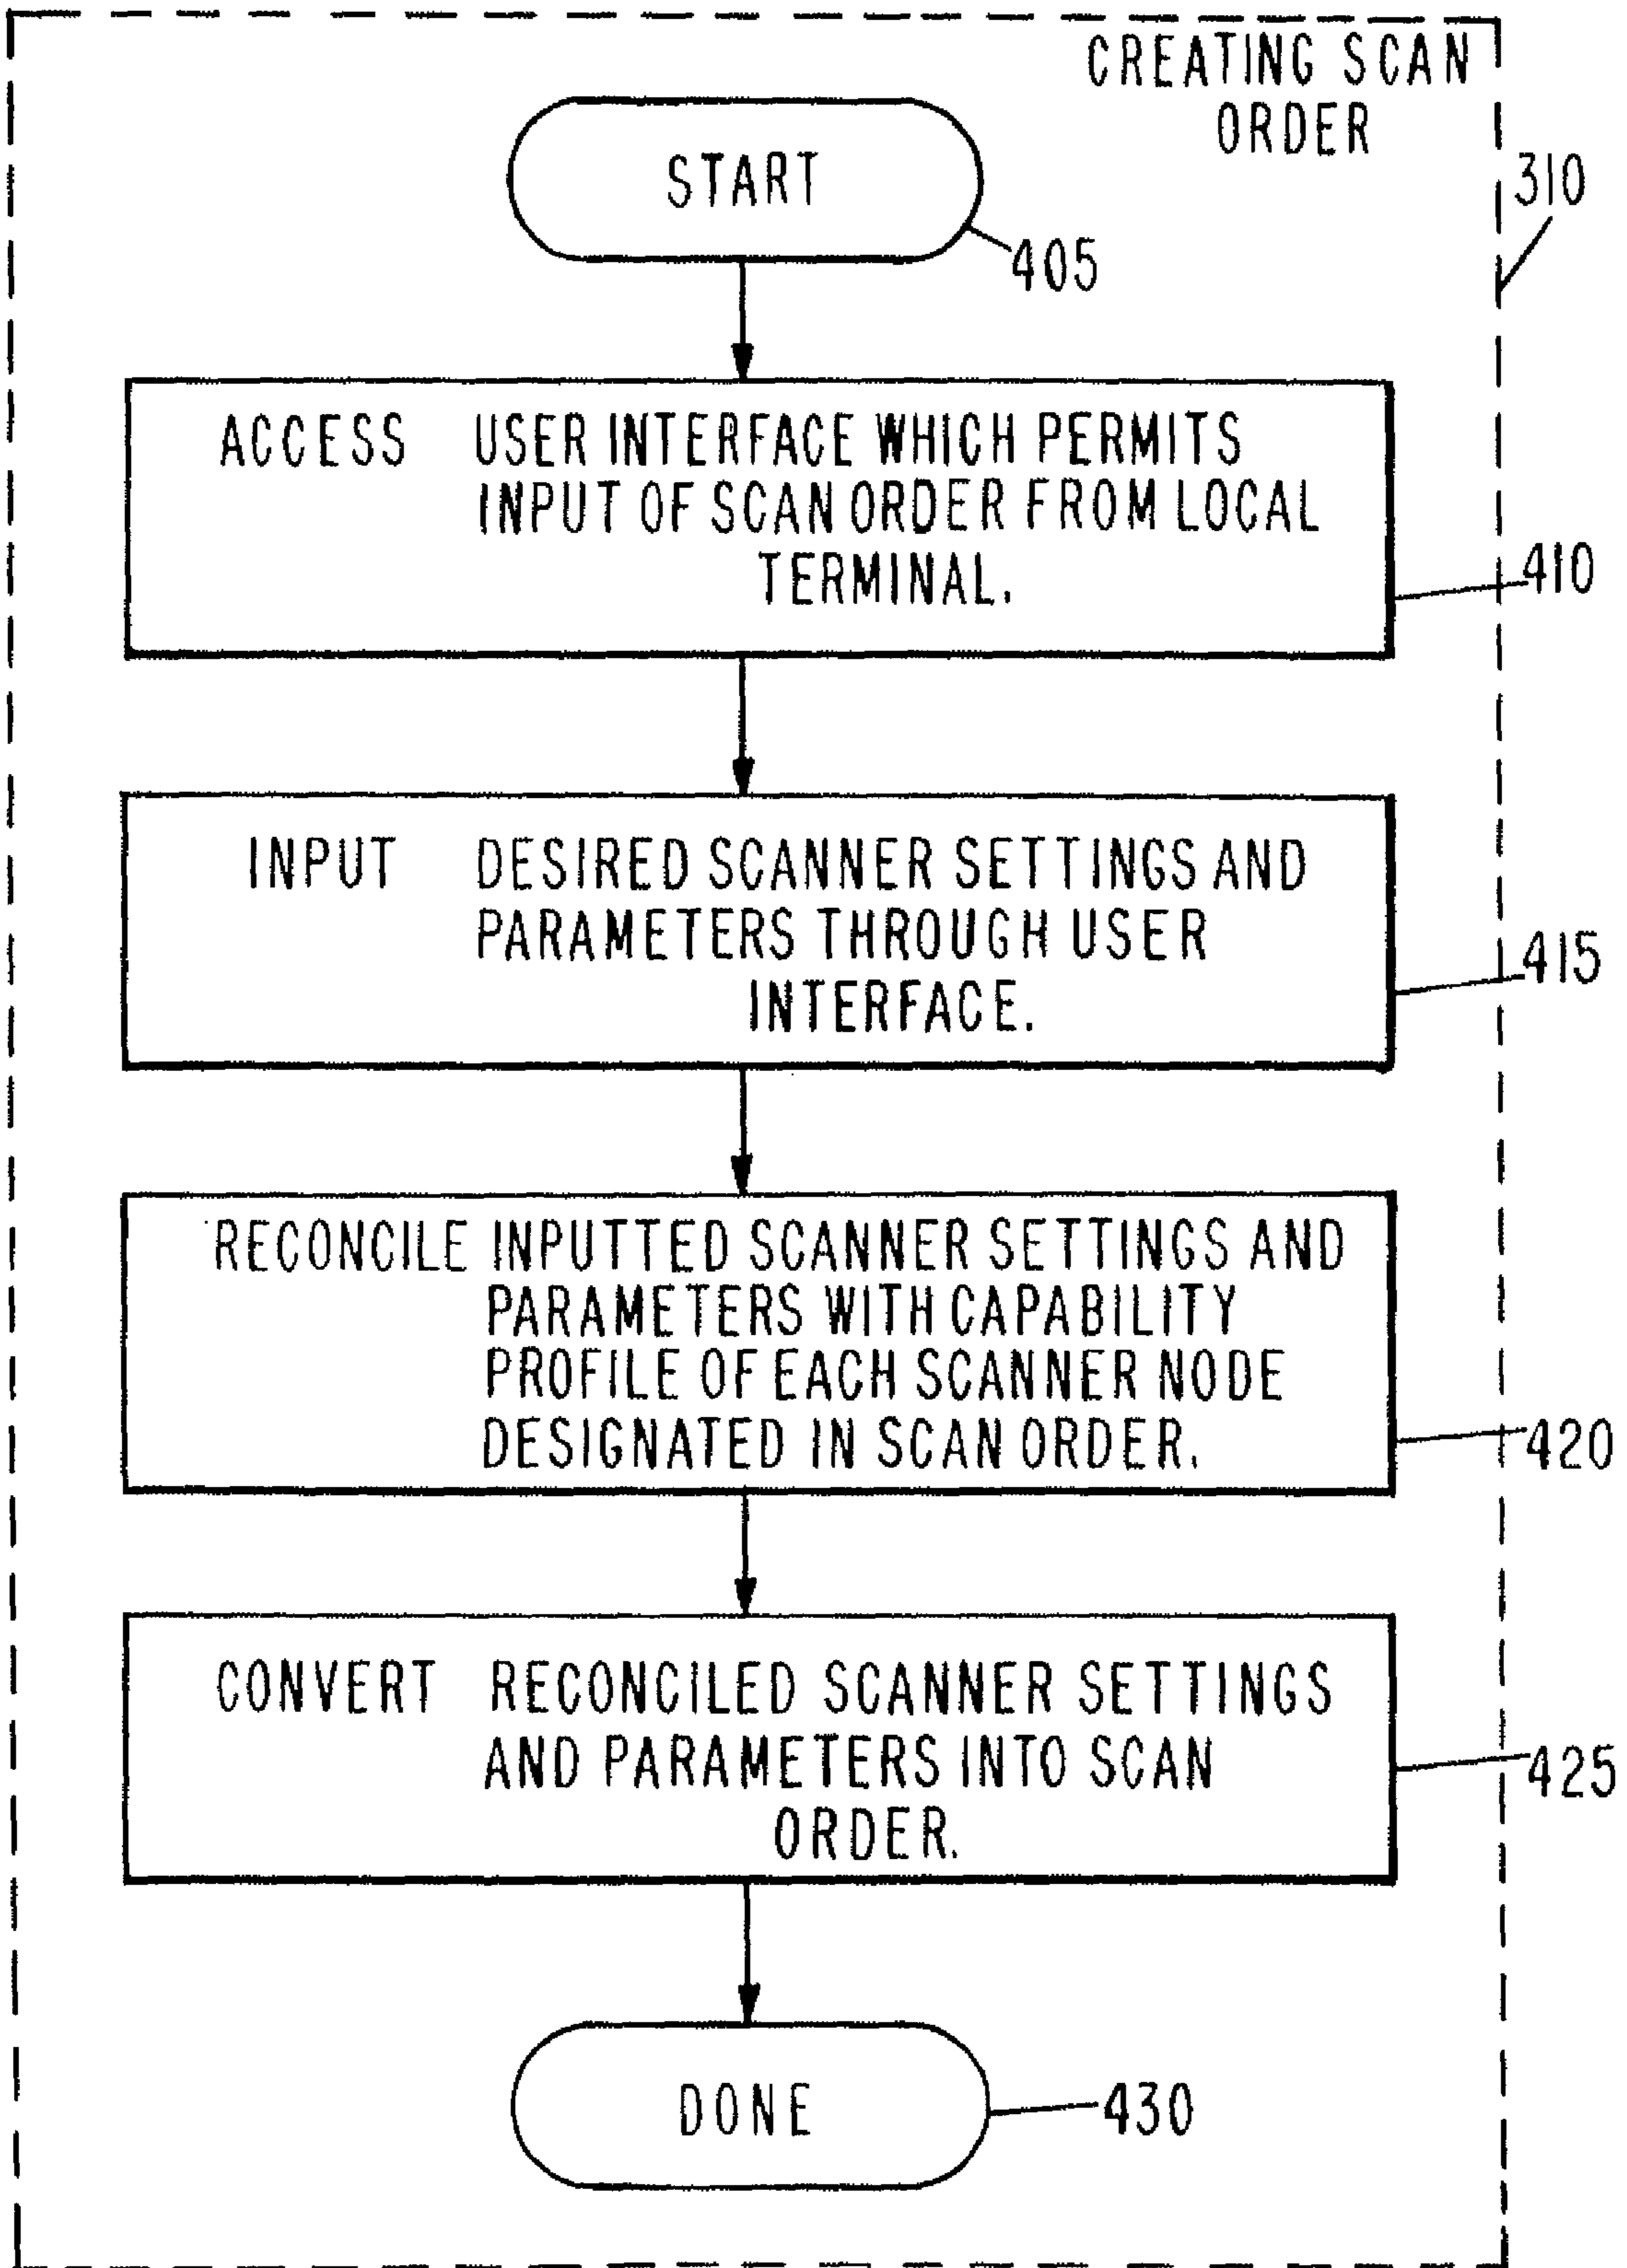 CREATING SCAN
ORDER
310
START
405
ACCESS USER INTERFACE WHICH PERMITS
INPUT OF SCAN ORDER FROM LOCAL
TERMINAL.
410
INPUT DESIRED SCANNER SETTINGS AND
PARAMETERS THROUGH USER
INTERFACE.
415
RECONCILE INPUTTED SCANNER SETTINGS AND
PARAMETERS WITH CAPABILITY
PROFILE OF EACH SCANNER NODE
DESIGNATED IN SCAN ORDER.
420
CONVERT RECONCILED SCANNER SETTINGS
AND PARAMETERS INTO SCAN
ORDER.
425
DONE
430